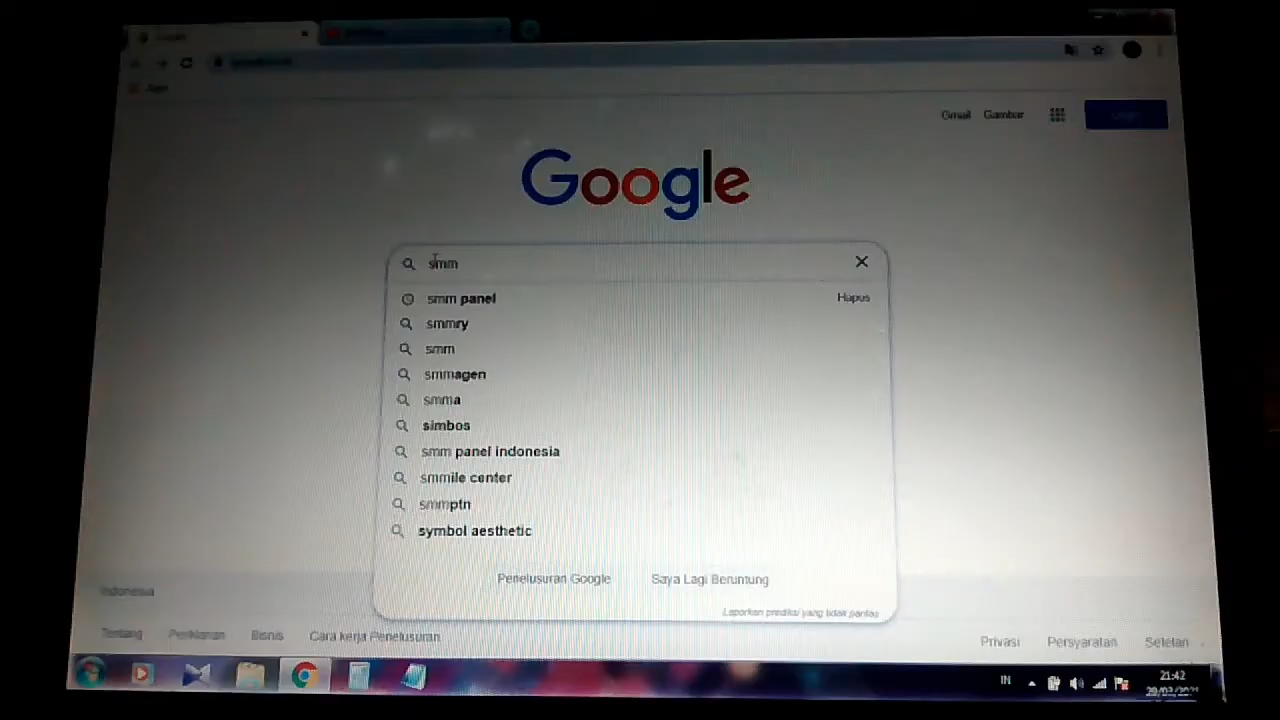 Gmail Gambar
Google
smm
smm panel Hapus
smmry
smm
smmagen
smma
simbos
smm panel indonesia
smmile center
smmptn
symbol aesthetic
Penelusuran Google Saya Lagi Beruntung
Laporkan prediksi yang tidak pantas
Indonesia
Tentang Periklanan Bisnis Cara kerja Penelusuran
Privasi Persyaratan Setelan
IN 21:42